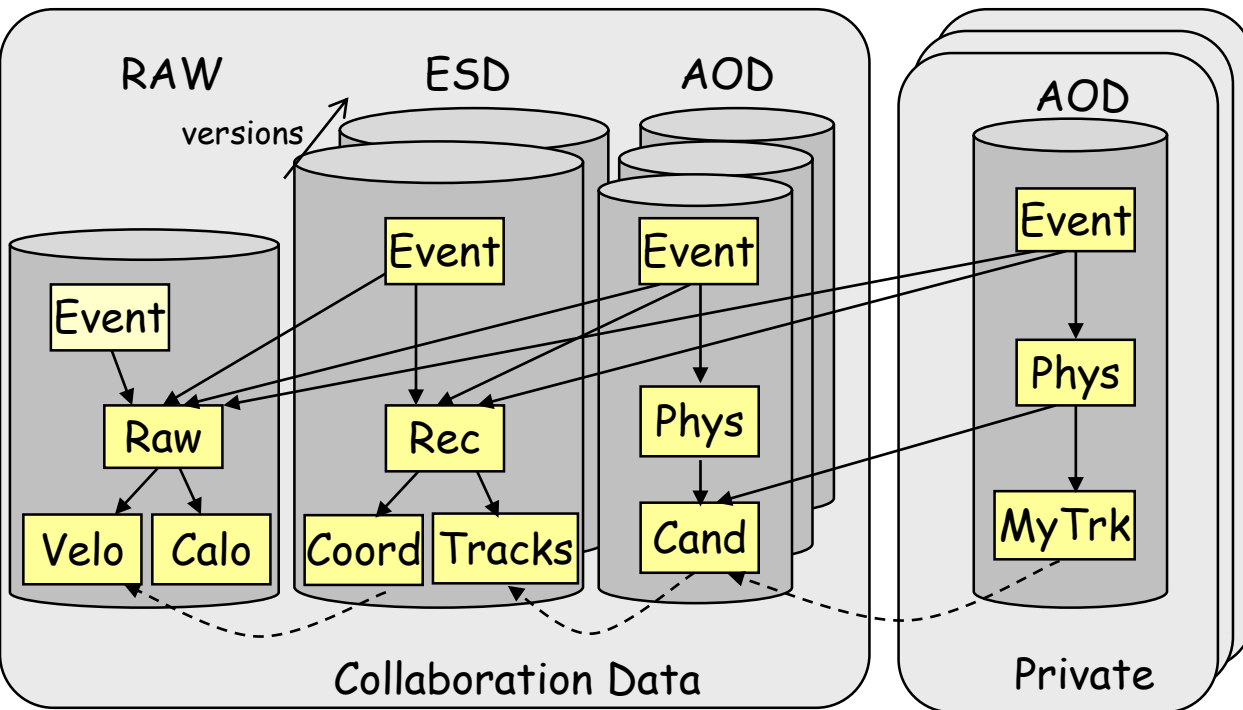 RAW
ESD
AOD
AOD
versions
Event
Event
Event
Event
Raw
Rec
Phys
Phys
Velo
Calo
Coord
Tracks
Cand
MyTrk
Collaboration Data
Private